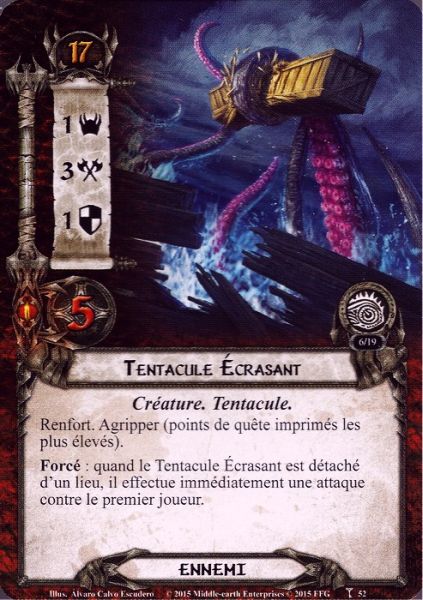 17
1
3
1
5
6/19
Tentacule Écrasant
Créature. Tentacule.
Renfort. Agripper (points de quête imprimés les
plus élevés).
Forcé : quand le Tentacule Écrasant est détaché
d'un lieu, il effectue immédiatement une attaque
contre le premier joueur.
ENNEMI
Illus. Álvaro Calvo Escudero © 2015 Middle-earth Enterprises © 2015 FFG 52